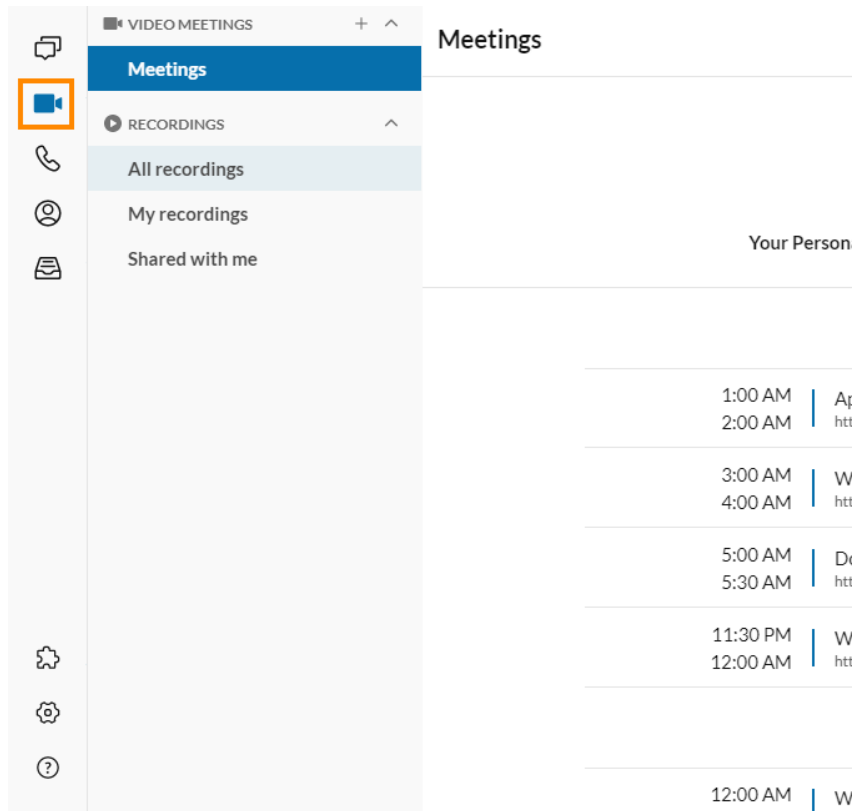 VIDEO MEETINGS
Meetings
RECORDINGS
All recordings
My recordings
Shared with me
Meetings
Your
1:00 AM
2:00 AM
3:00 AM
4:00 AM
5:00 AM
5:30 AM
11:30 PM
12:00 AM
12:00 AM